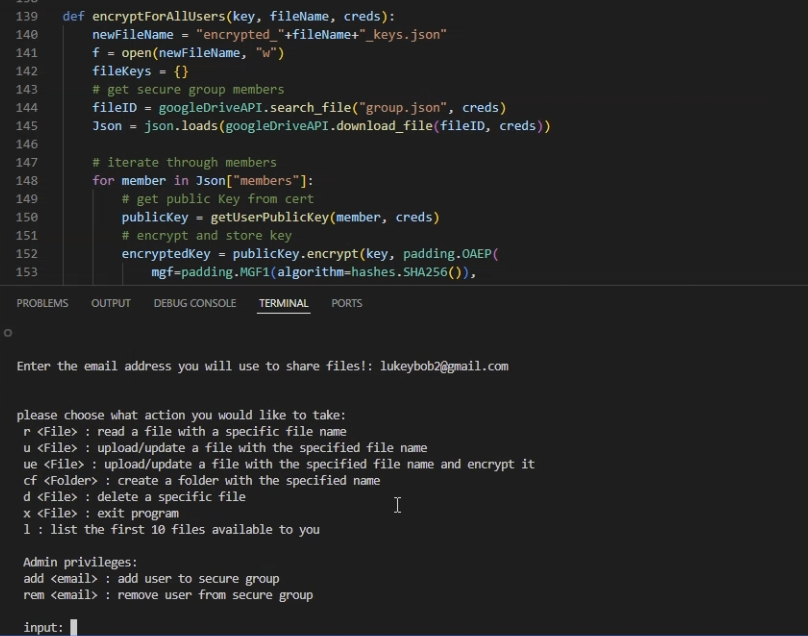 139 def encryptForAllUsers(key, fileName, creds):
140 newFileName = "encrypted_"+fileName+"_keys.json"
141 f = open(newFileName, "w")
142 fileKeys = {}
143 # get secure group members
144 fileID = googleDriveAPI.search_file("group.json", creds)
145 Json = json.loads(googleDriveAPI.download_file(fileID, creds))
146
147 # iterate through members
148 for member in Json["members"]:
149 # get public Key from cert
150 publicKey = getUserPublicKey(member, creds)
151 # encrypt and store key
152 encryptedKey = publicKey.encrypt(key, padding.OAEP(
153 mgf=padding.MGF1(algorithm=hashes.SHA256()),
PROBLEMS OUTPUT DEBUG CONSOLE TERMINAL PORTS
Enter the email address you will use to share files!: lukeybob2@gmail.com
please choose what action you would like to take:
r <File> : read a file with a specific file name
u <File> : upload/update a file with the specified file name
ue <File> : upload/update a file with the specified file name and encrypt it
cf <Folder> : create a folder with the specified name
d <File> : delete a specific file
x <File> : exit program
l : list the first 10 files available to you
Admin privileges:
add <email> : add user to secure group
rem <email> : remove user from secure group
input: